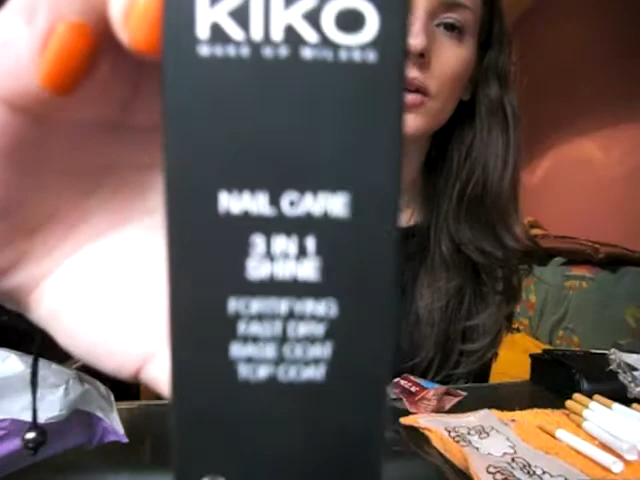 KIKO
MAKE UP MILANO
NAIL CARE
3 IN 1
SHINE
FORTIFYING
FAST DRY
BASE COAT
TOP COAT